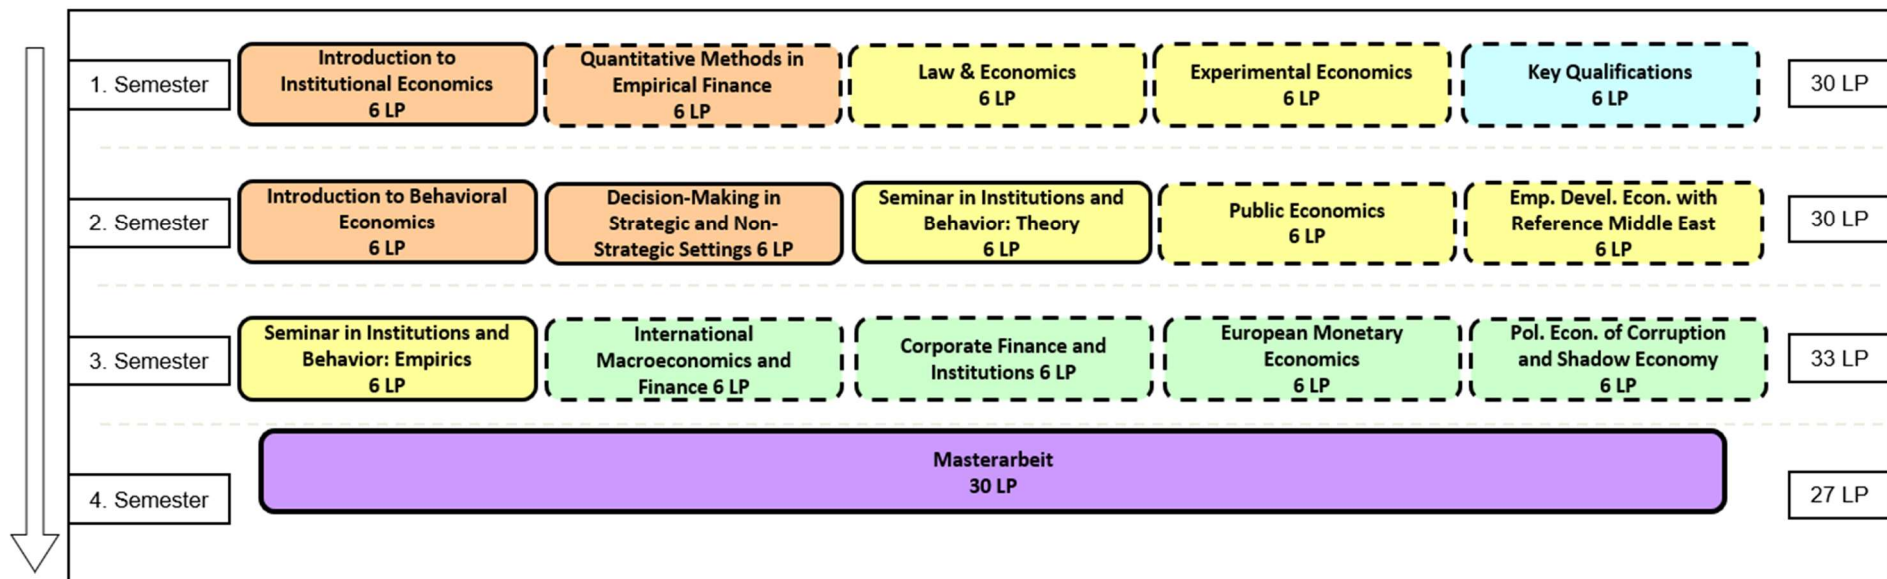 1. Semester
Introduction to
Institutional Economics
6 LP
Quantitative Methods in
Empirical Finance
6 LP
Law & Economics
6 LP
Experimental Economics
6 LP
Key Qualifications
6 LP
30 LP
2. Semester
Introduction to Behavioral
Economics
6 LP
Decision-Making in
Strategic and Non-
Strategic Settings 6 LP
Seminar in Institutions and
Behavior: Theory
6 LP
Public Economics
6 LP
Emp. Devel. Econ. with
Reference Middle East
6 LP
30 LP
3. Semester
Seminar in Institutions and
Behavior: Empirics
6 LP
International
Macroeconomics and
Finance 6 LP
Corporate Finance and
Institutions 6 LP
European Monetary
Economics
6 LP
Pol. Econ. of Corruption
and Shadow Economy
6 LP
33 LP
4. Semester
Masterarbeit
30 LP
27 LP